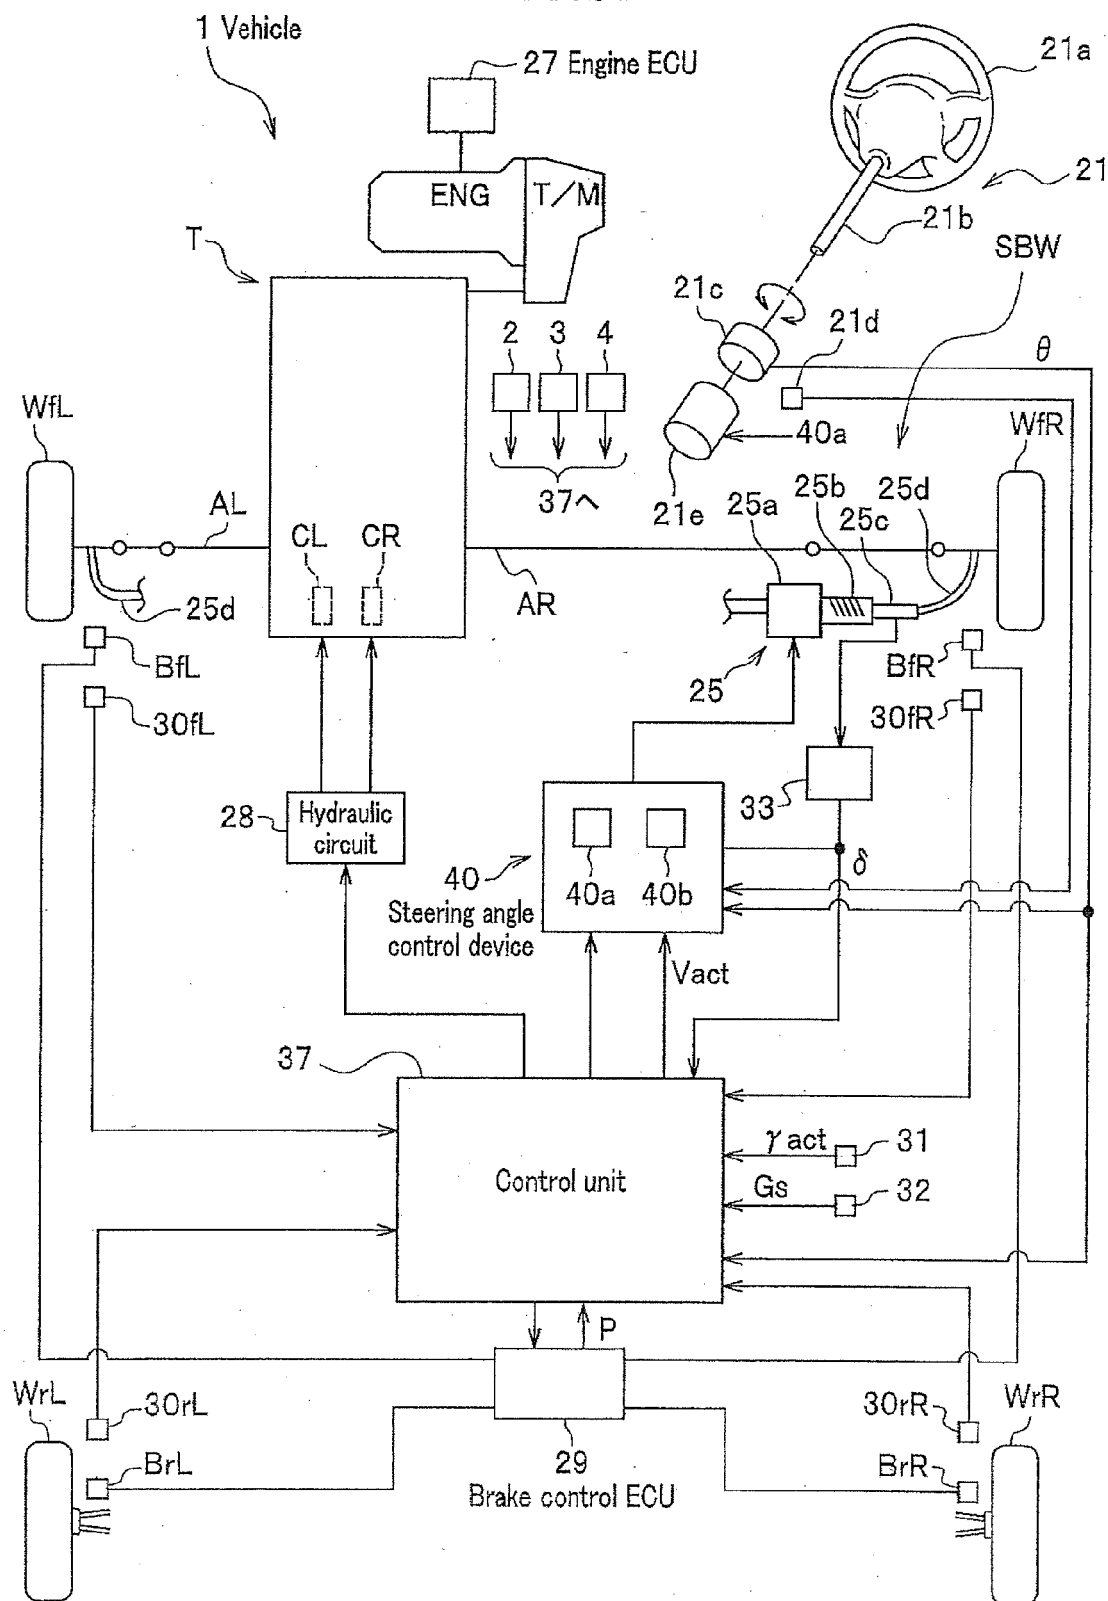 1 Vehicle
27 Engine ECU
21a
ENG
T/M
21
21b
T
SBW
21c
21d
2
3
4
θ
WfL
40a
WfR
37へ
21e
25a
25b
25d
25c
AL
CL
CR
AR
25d
BfL
25
BfR
30fL
30fR
33
28
Hydraulic
circuit
δ
40
40a
40b
Steering angle
control device
Vact
37
γact
31
Control unit
Gs
32
P
WrL
30rL
30rR
WrR
BrL
29
BrR
Brake control ECU